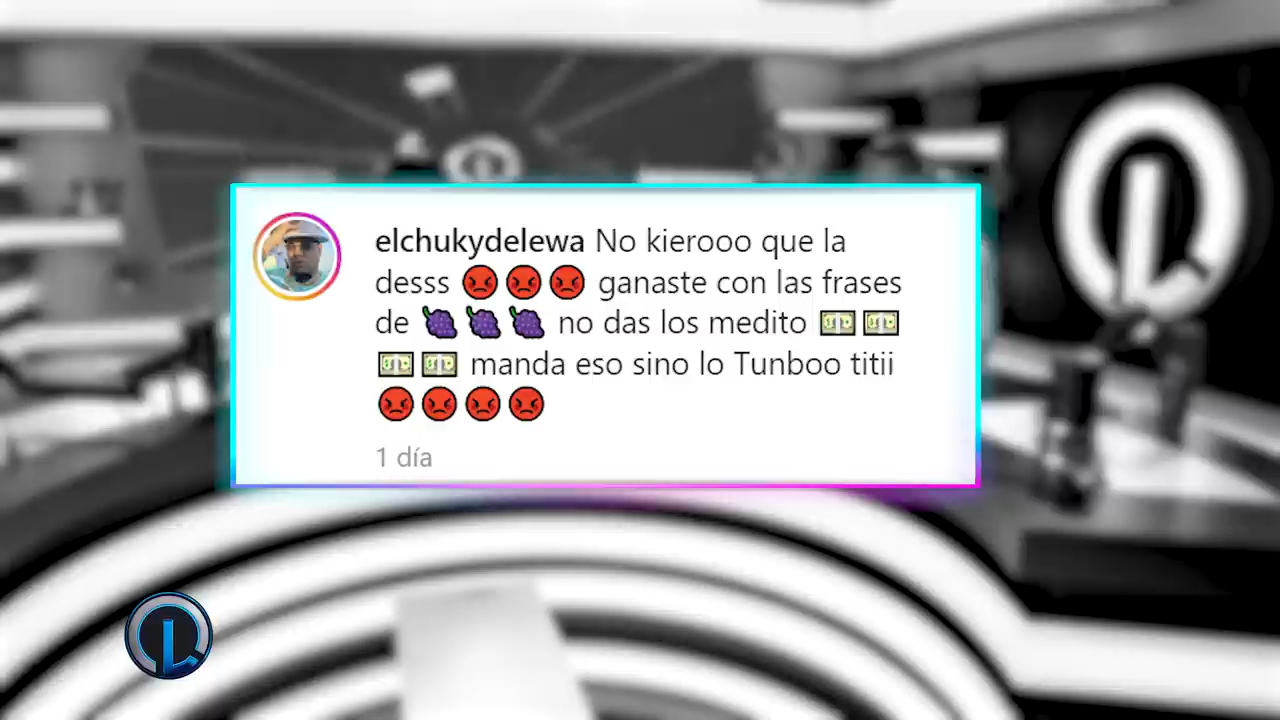 elchukydelewa No kierooo que la
desss 😡 😡 😡 ganaste con las frases
de 🍇 🍇 🍇 no das los medito 💵 💵
💵 💵 manda eso sino lo Tunboo titii
😡 😡 😡 😡
1 día